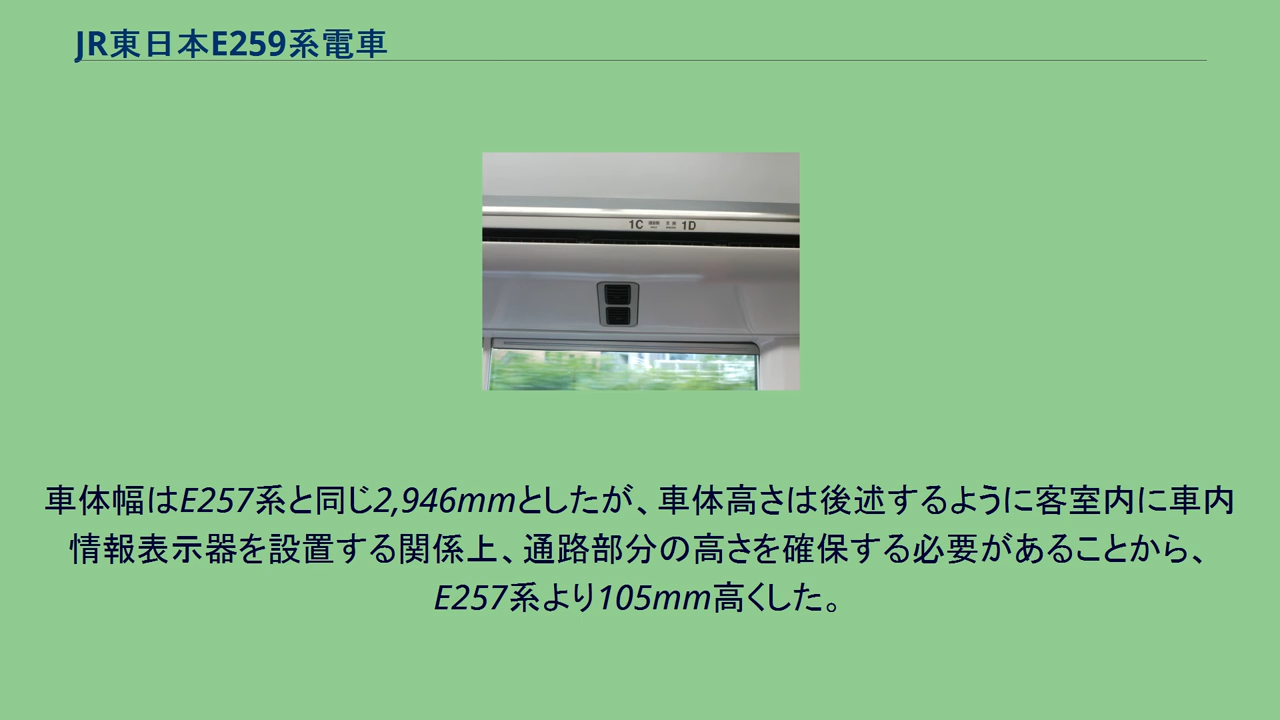 JR東日本E259系電車
1C 1D
車体幅はE257系と同じ2,946mmとしたが、車体高さは後述するように客室内に車内
情報表示器を設置する関係上、通路部分の高さを確保する必要があることから、
E257系より105mm高くした。